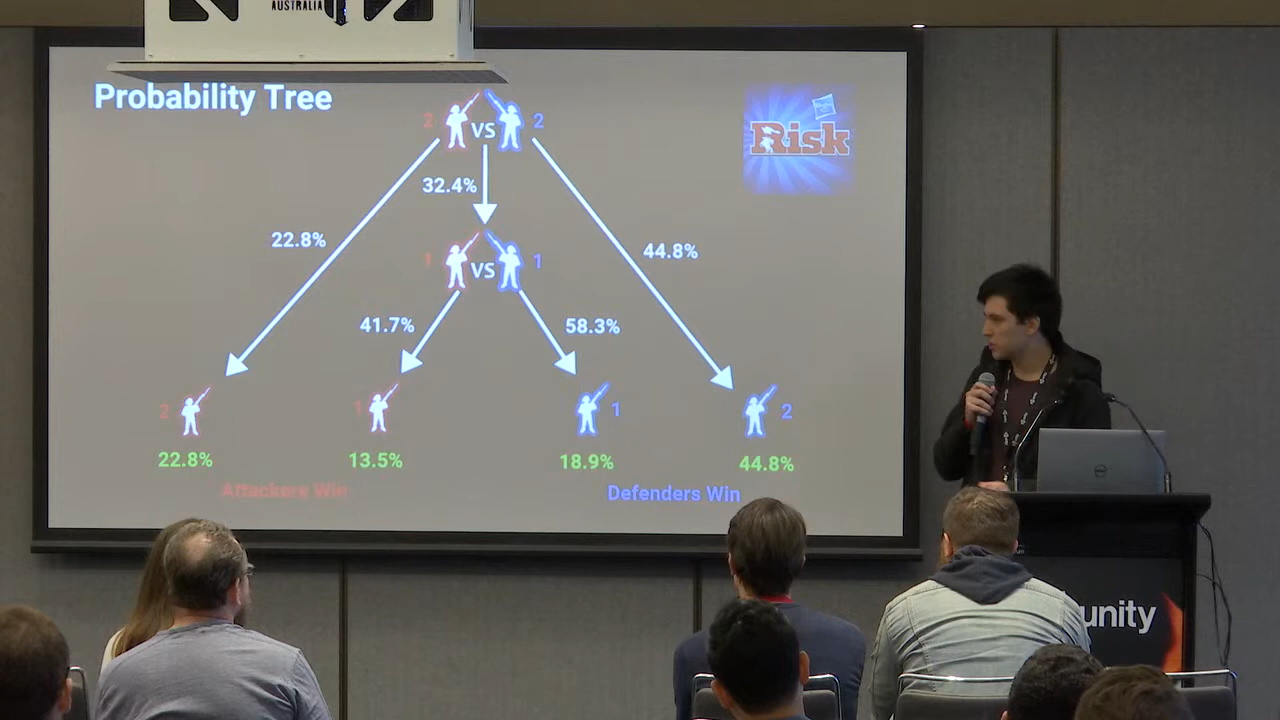 AUSTRALIA
Probability Tree
2 VS 2
Risk
32.4%
22.8%
44.8%
1 VS 1
41.7%
58.3%
2
1
1
2
22.8%
13.5%
18.9%
44.8%
Attackers Win
Defenders Win
DELL
unity